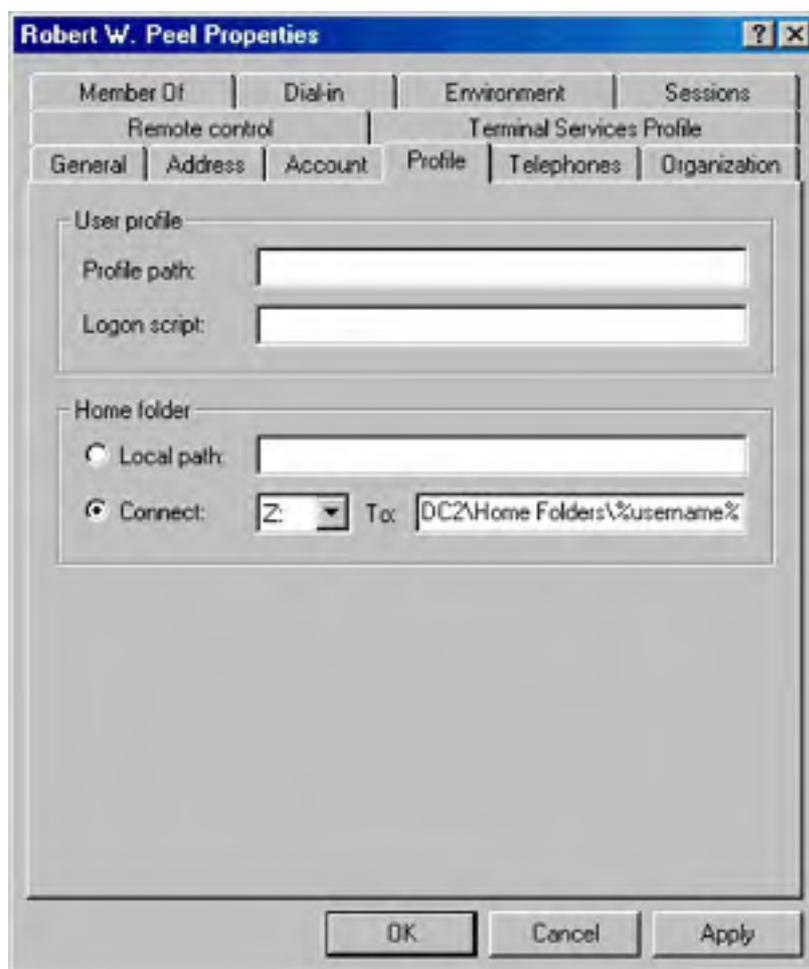 Robert W. Peel Properties
Member Of Dial-in Environment Sessions
Remote control Terminal Services Profile
General Address Account Profile Telephones Organization
User profile
Profile path:
Logon script:
Home folder
Local path:
Connect: Z: To: DC2\Home Folders\%username%
OK Cancel Apply